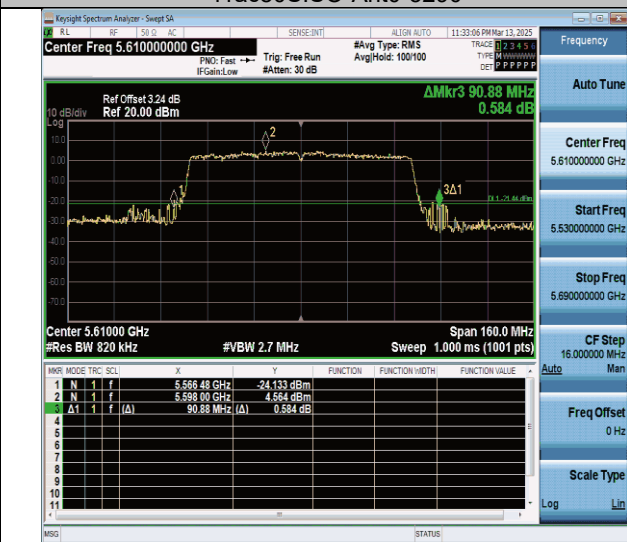 Keysight Spectrum Analyzer - Swept SA
RL RF 50 Ω AC SENSE:INT ALIGN AUTO 11:33:06 PM Mar 13, 2025
Center Freq 5.610000000 GHz
PNO: Fast
IFGain:Low
Trig: Free Run
#Atten: 30 dB
#Avg Type: RMS
Avg|Hold: 100/100
TRACE 1 2 3 4 5 6
TYPE M WWWWW
DET P P P P P P
Frequency
ΔMkr3 90.88 MHz
0.584 dB
Ref Offset 3.24 dB
Ref 20.00 dBm
10 dB/div
Log
10.0
0.00
-10.0
-20.0
-30.0
-40.0
-50.0
-60.0
-70.0
2
1
3Δ1
DL1 -21.44 dBm
Center 5.61000 GHz
Span 160.0 MHz
#Res BW 820 kHz
#VBW 2.7 MHz
Sweep 1.000 ms (1001 pts)
MKR MODE TRC SCL X Y FUNCTION FUNCTION WIDTH FUNCTION VALUE
1 N 1 f 5.566 48 GHz -24.133 dBm
2 N 1 f 5.598 00 GHz 4.564 dBm
3 Δ1 1 f (Δ) 90.88 MHz (Δ) 0.584 dB
4
5
6
7
8
9
10
11
MSG
STATUS
Auto Tune
Center Freq
5.610000000 GHz
Start Freq
5.530000000 GHz
Stop Freq
5.690000000 GHz
CF Step
16.000000 MHz
Auto Man
Freq Offset
0 Hz
Scale Type
Log Lin